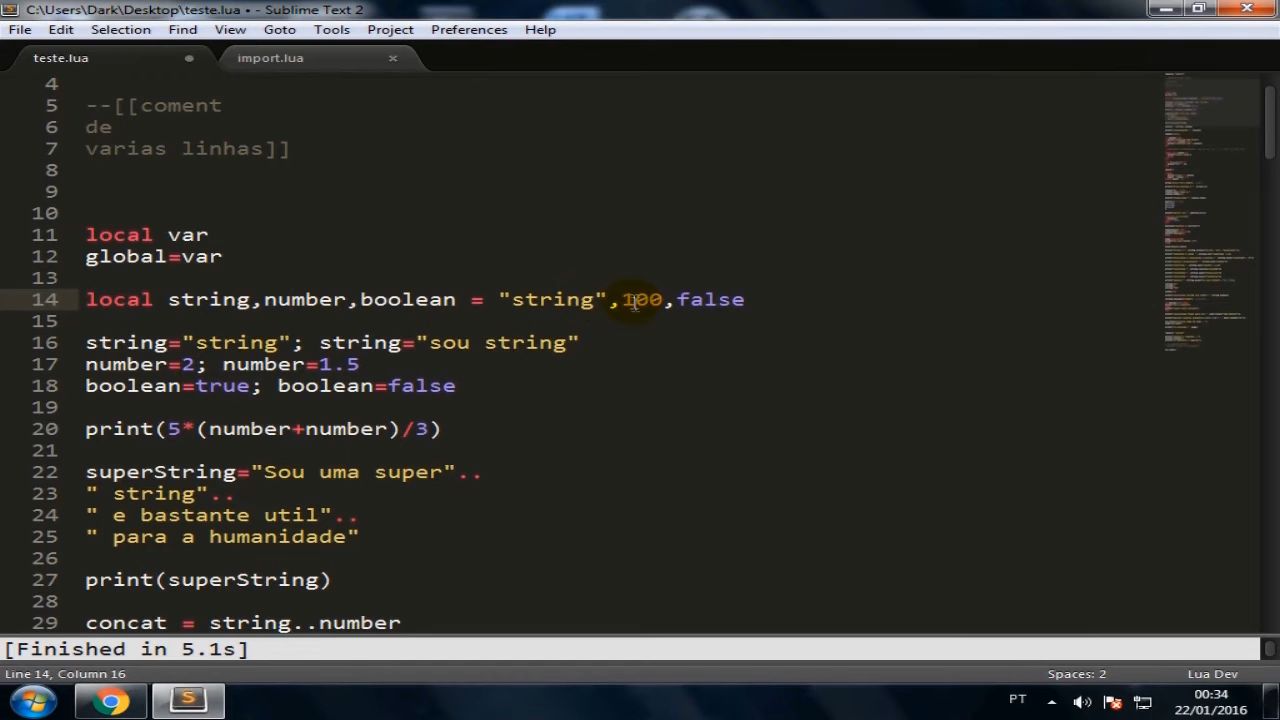 C:\Users\Dark\Desktop\teste.lua • - Sublime Text 2
File Edit Selection Find View Goto Tools Project Preferences Help
teste.lua import.lua ×
4
5 --[[coment
6 de
7 varias linhas]]
8
9
10
11 local var
12 global=var
13
14 local string,number,boolean = "string",100,false
15
16 string="string"; string="sou string"
17 number=2; number=1.5
18 boolean=true; boolean=false
19
20 print(5*(number+number)/3)
21
22 superString="Sou uma super"..
23 " string"..
24 " e bastante util"..
25 " para a humanidade"
26
27 print(superString)
28
29 concat = string..number
[Finished in 5.1s]
Line 14, Column 16 Spaces: 2 Lua Dev
PT 00:34
22/01/2016